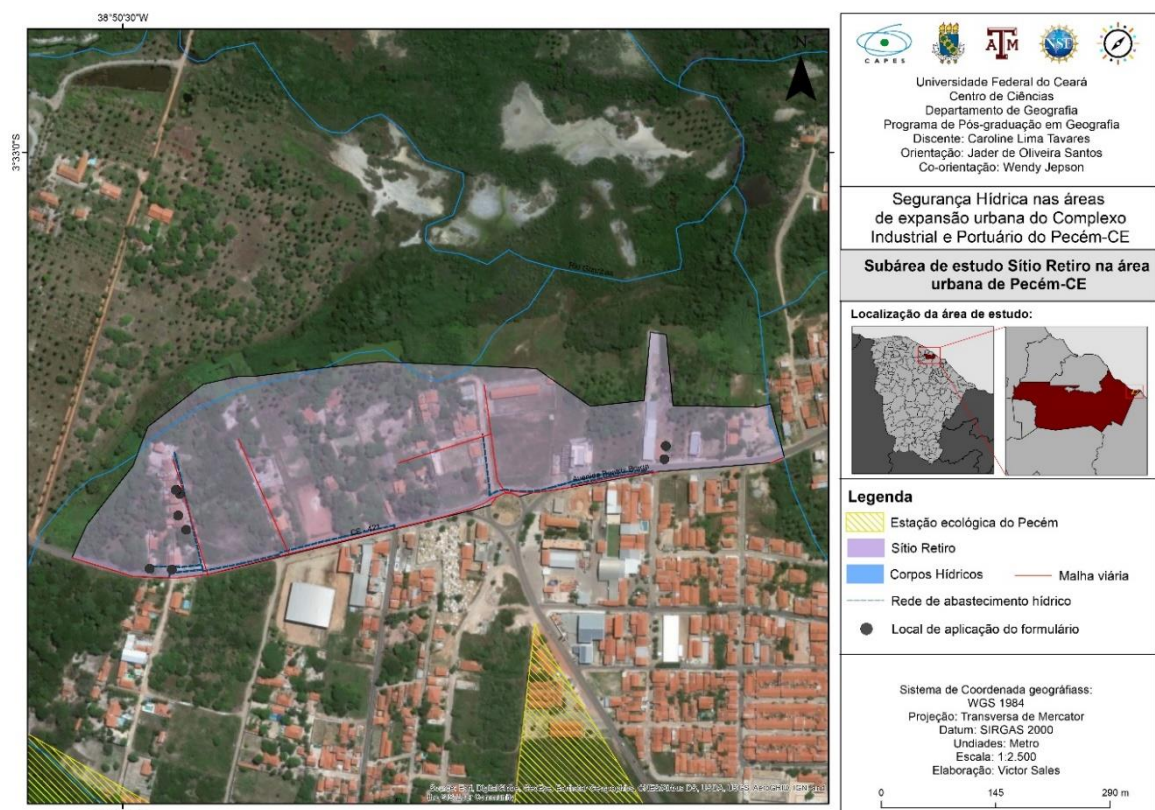 38°50'30"W
3°33'0"S
N
CE - 421
CAPES
ATM
NSF
Universidade Federal do Ceará
Centro de Ciências
Departamento de Geografia
Programa de Pós-graduação em Geografia
Discente: Caroline Lima Tavares
Orientação: Jader de Oliveira Santos
Co-orientação: Wendy Jepson
Segurança Hídrica nas áreas
de expansão urbana do Complexo
Industrial e Portuário do Pecém-CE
Subárea de estudo Sítio Retiro na área
urbana de Pecém-CE
Localização da área de estudo:
Legenda
Estação ecológica do Pecém
Sítio Retiro
Corpos Hídricos
Malha viária
Rede de abastecimento hídrico
Local de aplicação do formulário
Sistema de Coordenada geográfiass:
WGS 1984
Projeção: Transversa de Mercator
Datum: SIRGAS 2000
Undiades: Metro
Escala: 1:2.500
Elaboração: Victor Sales
0 145 290 m